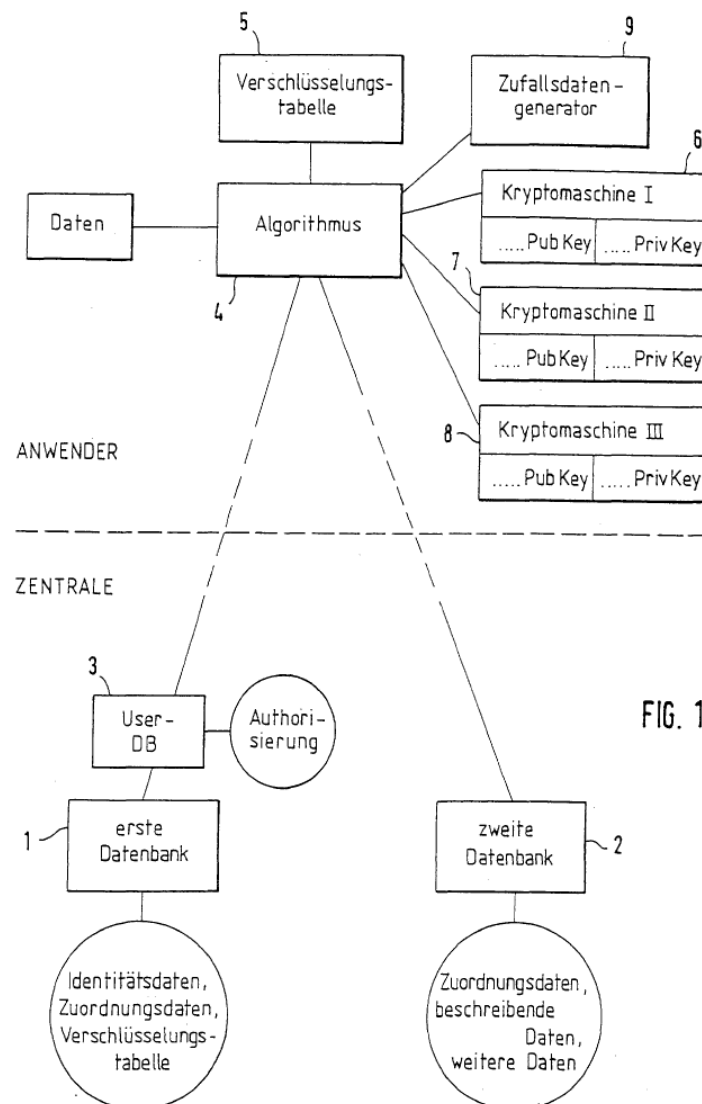 5
9
Verschlüsselungs-
tabelle
Zufallsdaten-
generator
6
Kryptomaschine I
..... Pub Key
..... Priv Key
Daten
Algorithmus
4
7
Kryptomaschine II
..... Pub Key
..... Priv Key
8
Kryptomaschine III
..... Pub Key
..... Priv Key
ANWENDER
ZENTRALE
3
User-
DB
Authori-
sierung
FIG. 1
1
erste
Datenbank
zweite
Datenbank
2
Identitätsdaten,
Zuordnungsdaten,
Verschlüsselungs-
tabelle
Zuordnungsdaten,
beschreibende
Daten,
weitere Daten